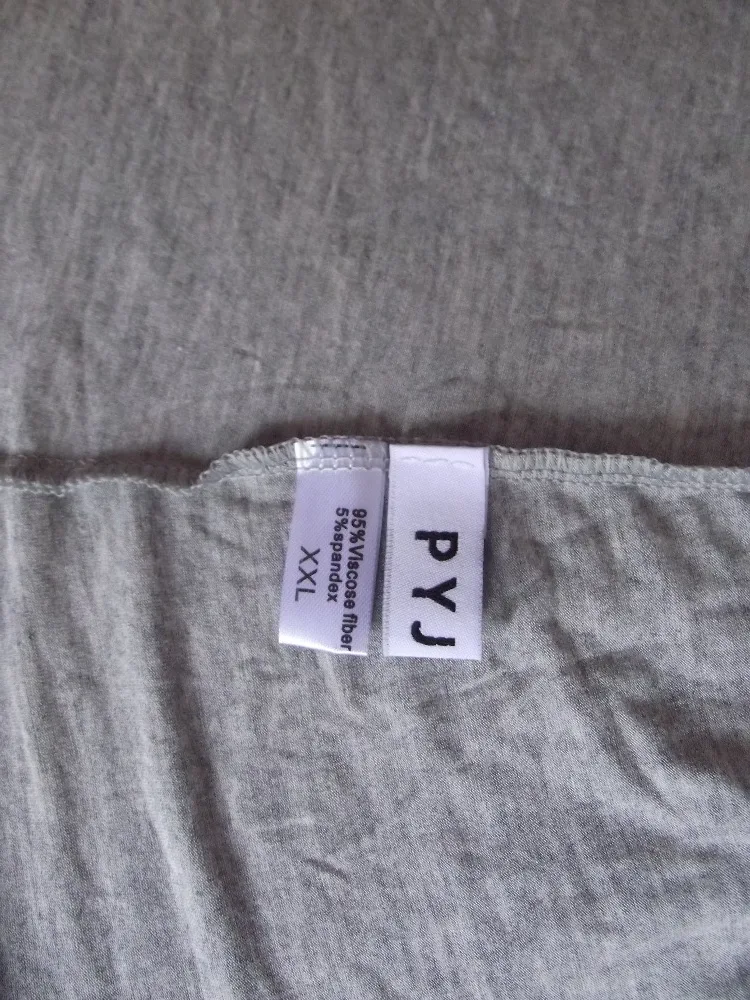 PYJ
95%Viscose fiber
5%spandex
XXL